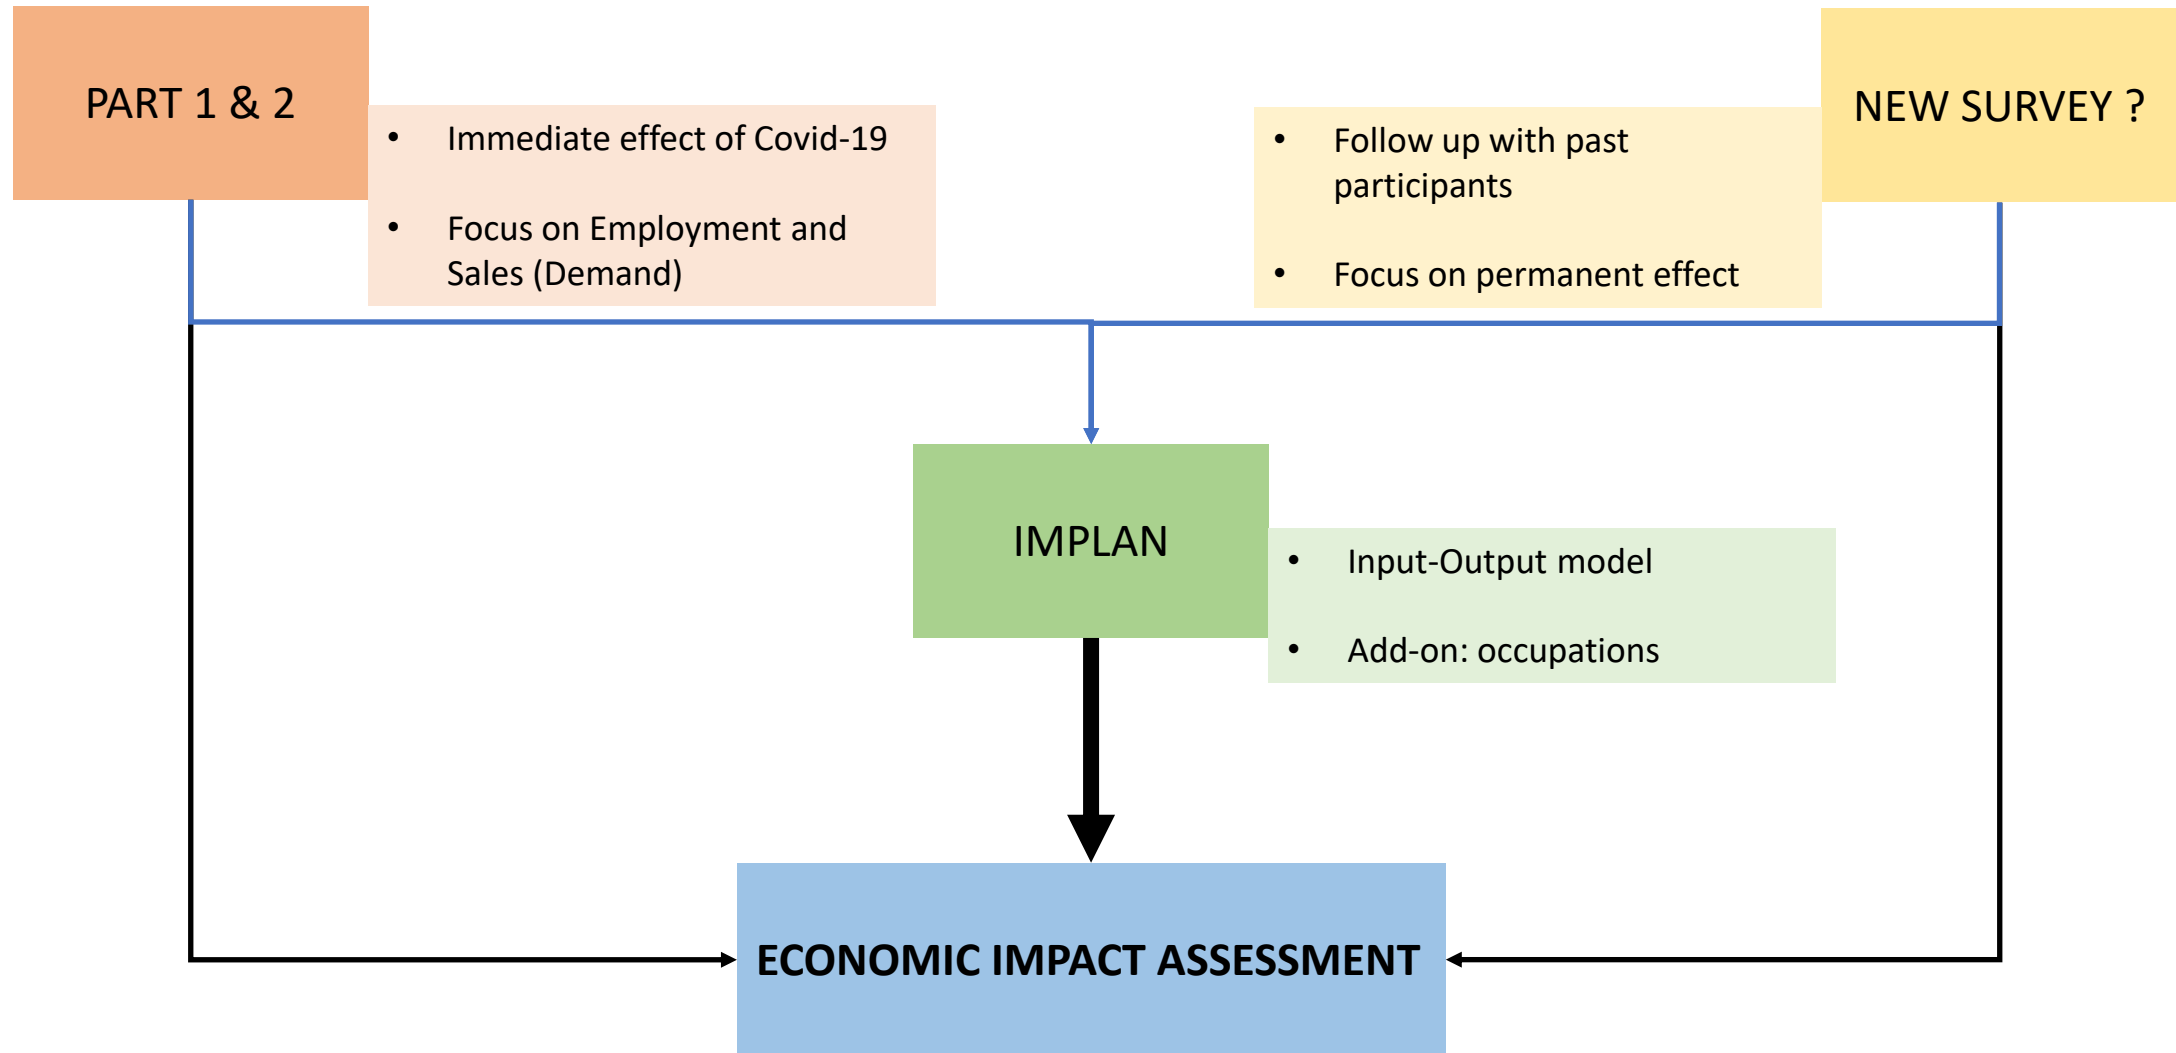 PART 1 & 2
• Immediate effect of Covid-19
• Focus on Employment and
Sales (Demand)
NEW SURVEY ?
• Follow up with past
participants
• Focus on permanent effect
IMPLAN
• Input-Output model
• Add-on: occupations
ECONOMIC IMPACT ASSESSMENT